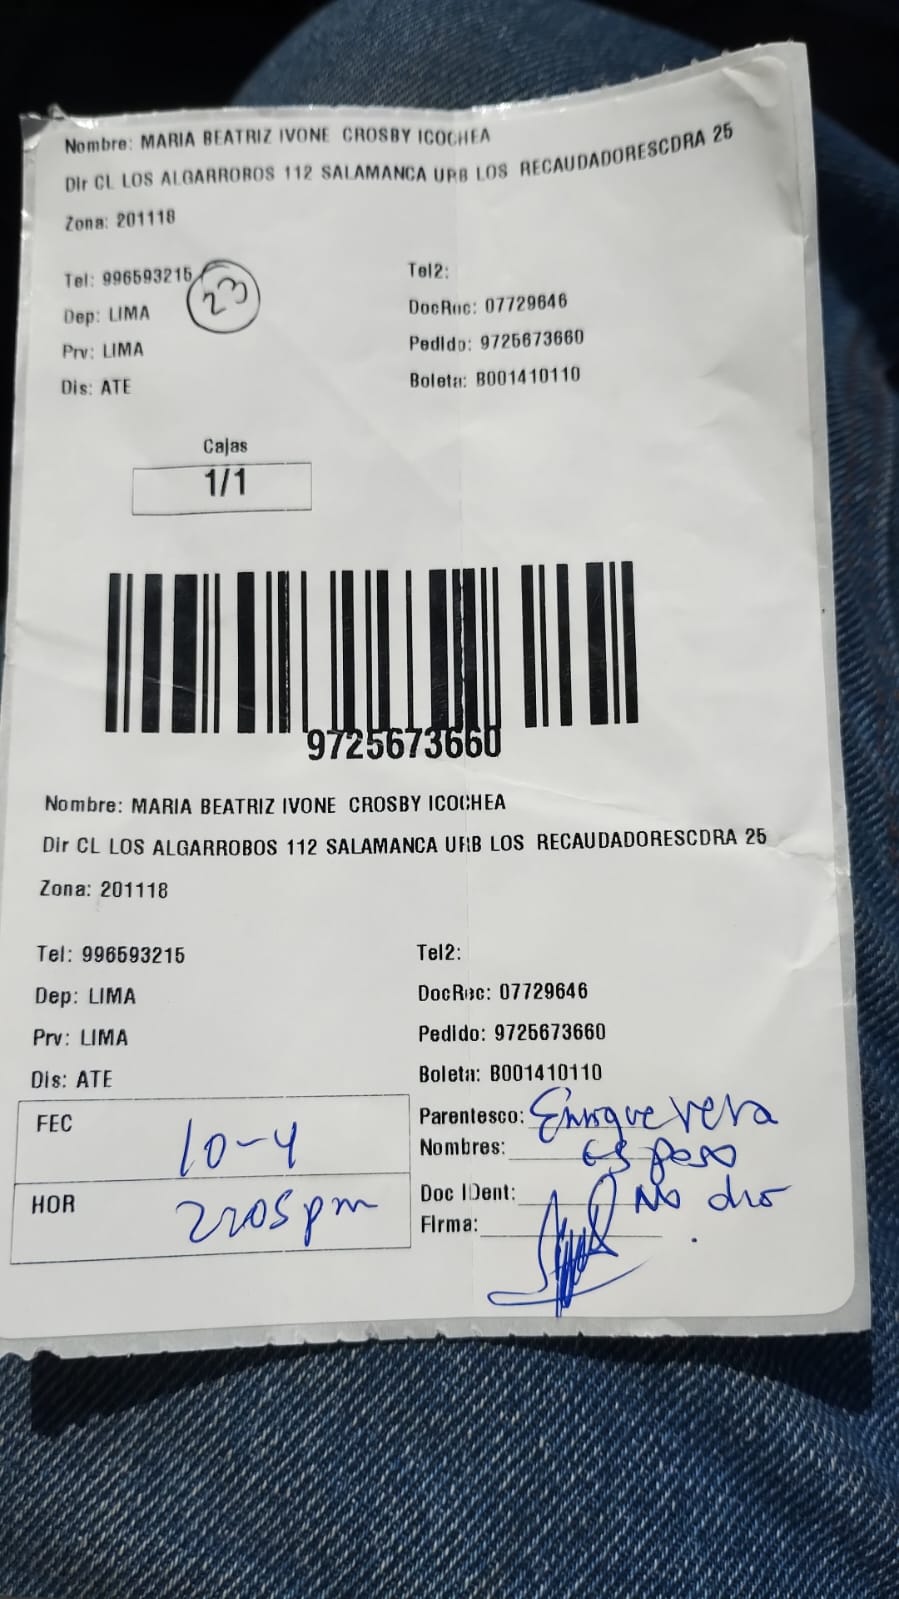 Nombre: MARIA BEATRIZ IVONE CROSBY ICOCHEA
Dir CL LOS ALGARROBOS 112 SALAMANCA URB LOS RECAUDADORESCDRA 25
Zona: 201118
Tel: 996593215
23
Tel2:
Dep: LIMA
DocRec: 07729646
Prv: LIMA
Pedido: 9725673660
Dis: ATE
Boleta: B001410110
Cajas
1/1
9725673660
Nombre: MARIA BEATRIZ IVONE CROSBY ICOCHEA
Dir CL LOS ALGARROBOS 112 SALAMANCA URB LOS RECAUDADORESCDRA 25
Zona: 201118
Tel: 996593215
Tel2:
Dep: LIMA
DocRec: 07729646
Prv: LIMA
Pedido: 9725673660
Dis: ATE
Boleta: B001410110
FEC 10-4
Parentesco: Enrique vera
Nombres: Esposo
HOR 2:05pm
Doc IDent: No dio
Firma: